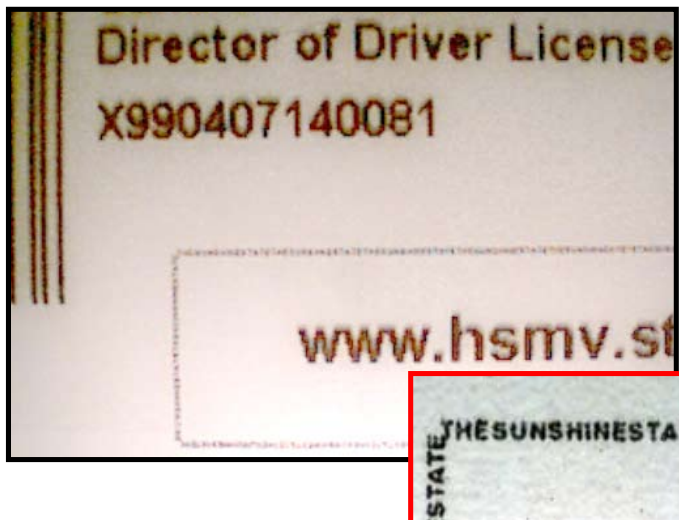 Director of Driver License
X990407140081
www.hsmv.st
THESUNSHINESTA
STATE